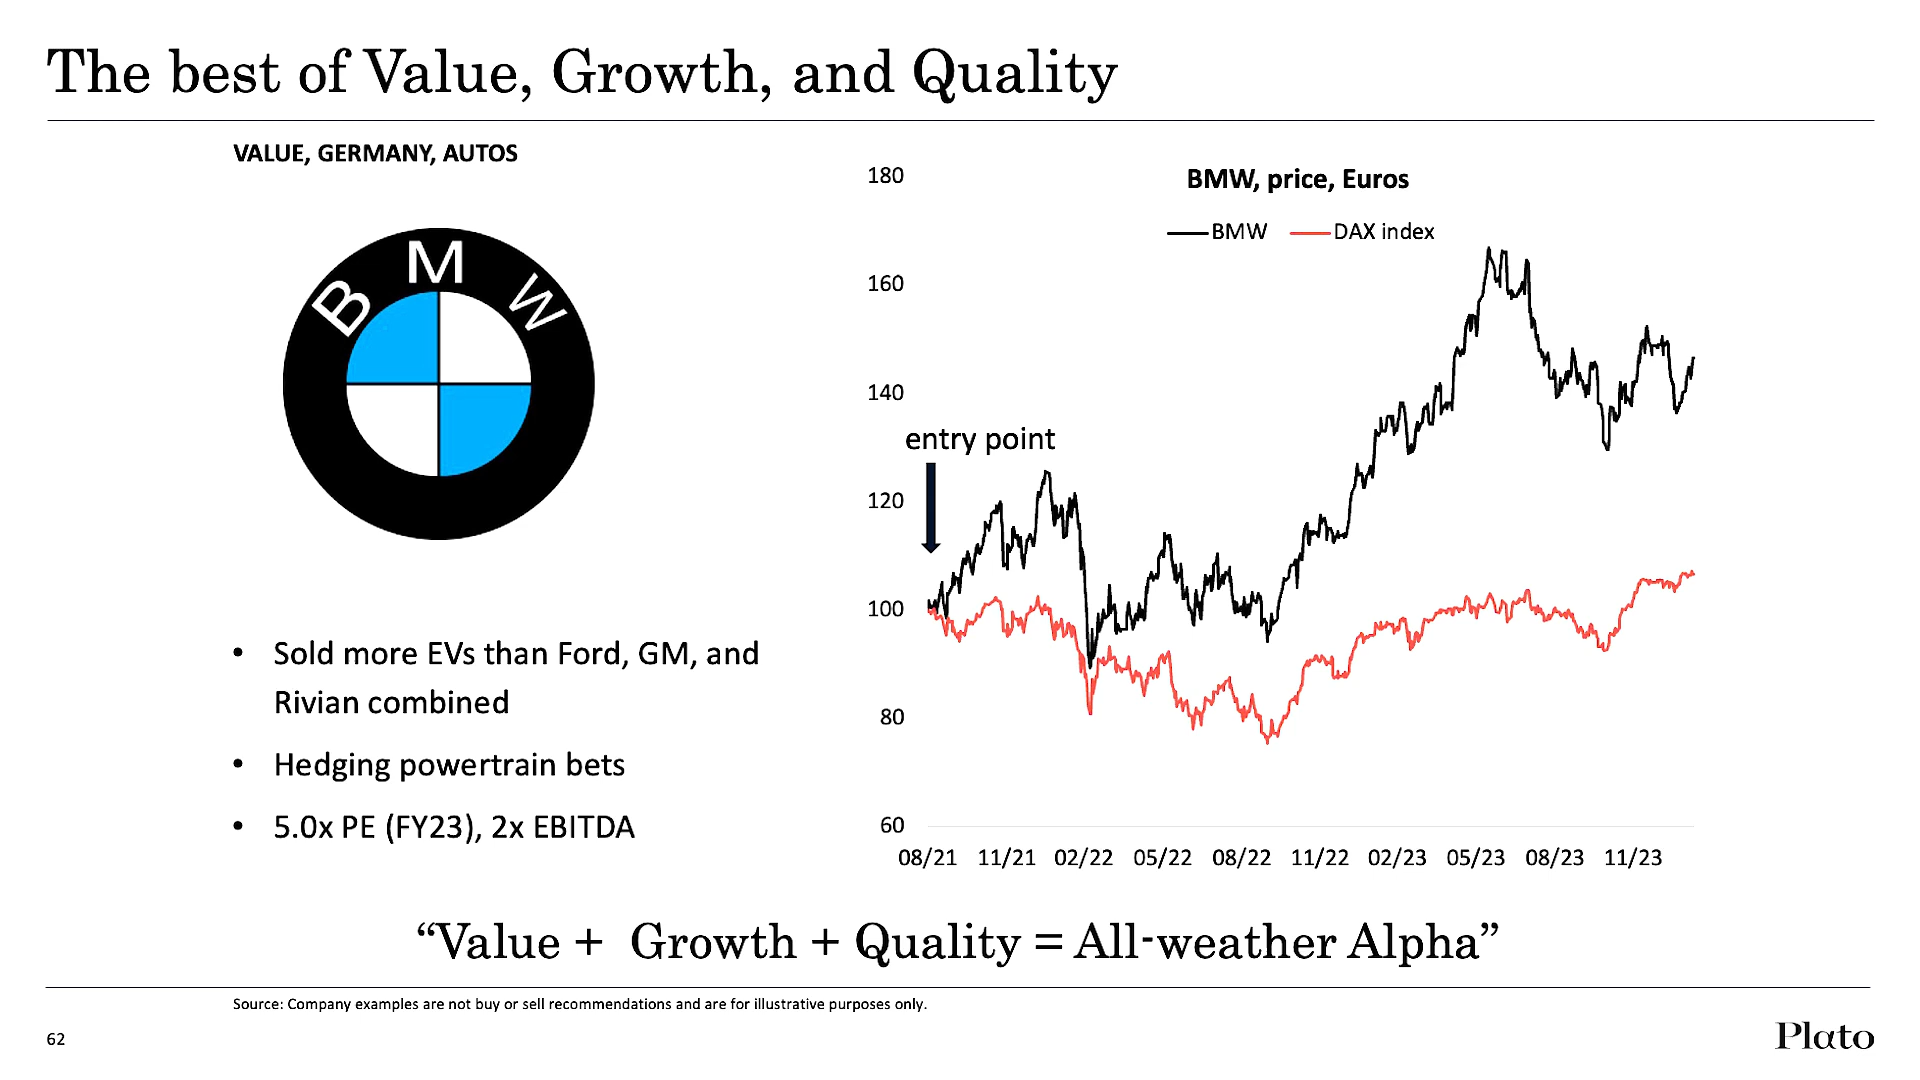 The best of Value, Growth, and Quality
VALUE, GERMANY, AUTOS
B M W
• Sold more EVs than Ford, GM, and
Rivian combined
• Hedging powertrain bets
• 5.0x PE (FY23), 2x EBITDA
BMW, price, Euros
BMW DAX index
180
160
140
120
100
80
60
entry point
08/21 11/21 02/22 05/22 08/22 11/22 02/23 05/23 08/23 11/23
“Value + Growth + Quality = All-weather Alpha”
Source: Company examples are not buy or sell recommendations and are for illustrative purposes only.
62
Plato